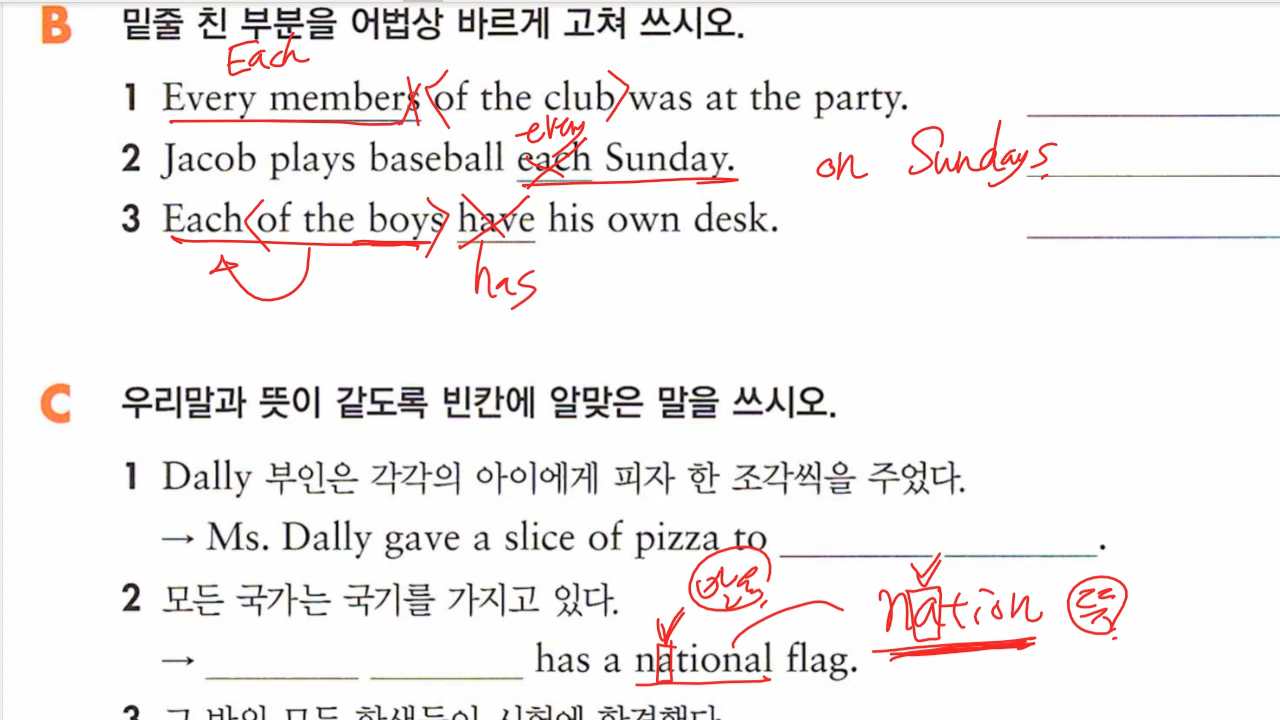 B 밑줄 친 부분을 어법상 바르게 고쳐 쓰시오.
Each
1 Every members of the club was at the party.
every
2 Jacob plays baseball each Sunday. on Sundays.
3 Each of the boys have his own desk.
has
C 우리말과 뜻이 같도록 빈칸에 알맞은 말을 쓰시오.
1 Dally 부인은 각각의 아이에게 피자 한 조각씩을 주었다.
→ Ms. Dally gave a slice of pizza to .
2 모든 국가는 국기를 가지고 있다.
nation
→ has a national flag.